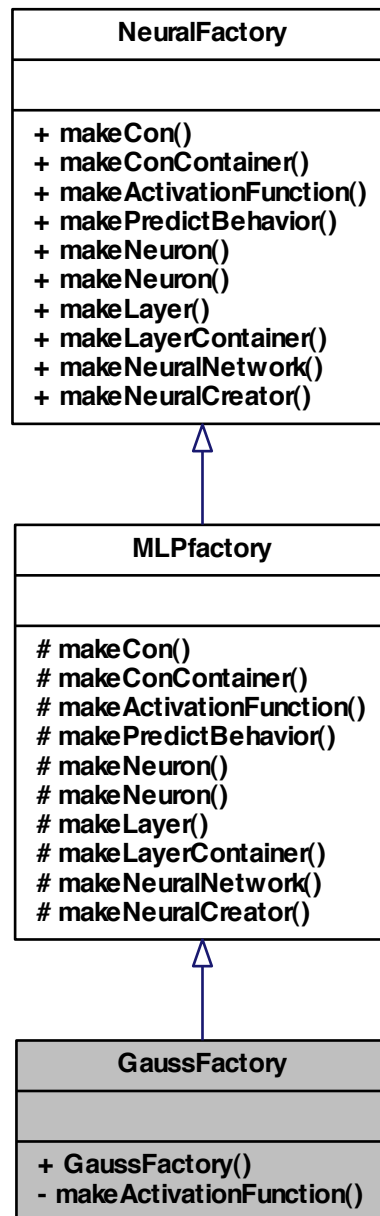 NeuralFactory
+ makeCon()
+ makeConContainer()
+ makeActivationFunction()
+ makePredictBehavior()
+ makeNeuron()
+ makeNeuron()
+ makeLayer()
+ makeLayerContainer()
+ makeNeuralNetwork()
+ makeNeuralCreator()
MLPfactory
# makeCon()
# makeConContainer()
# makeActivationFunction()
# makePredictBehavior()
# makeNeuron()
# makeNeuron()
# makeLayer()
# makeLayerContainer()
# makeNeuralNetwork()
# makeNeuralCreator()
GaussFactory
+ GaussFactory()
- makeActivationFunction()